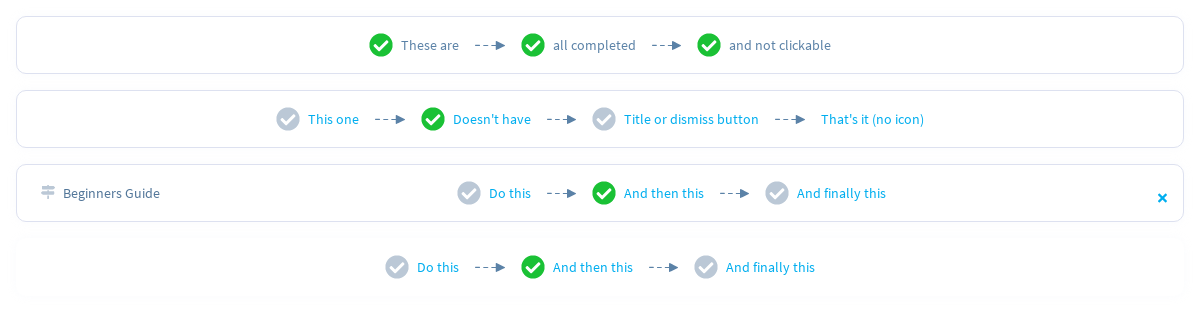 These are all completed and not clickable
This one Doesn't have Title or dismiss button That's it (no icon)
Beginners Guide Do this And then this And finally this
Do this And then this And finally this